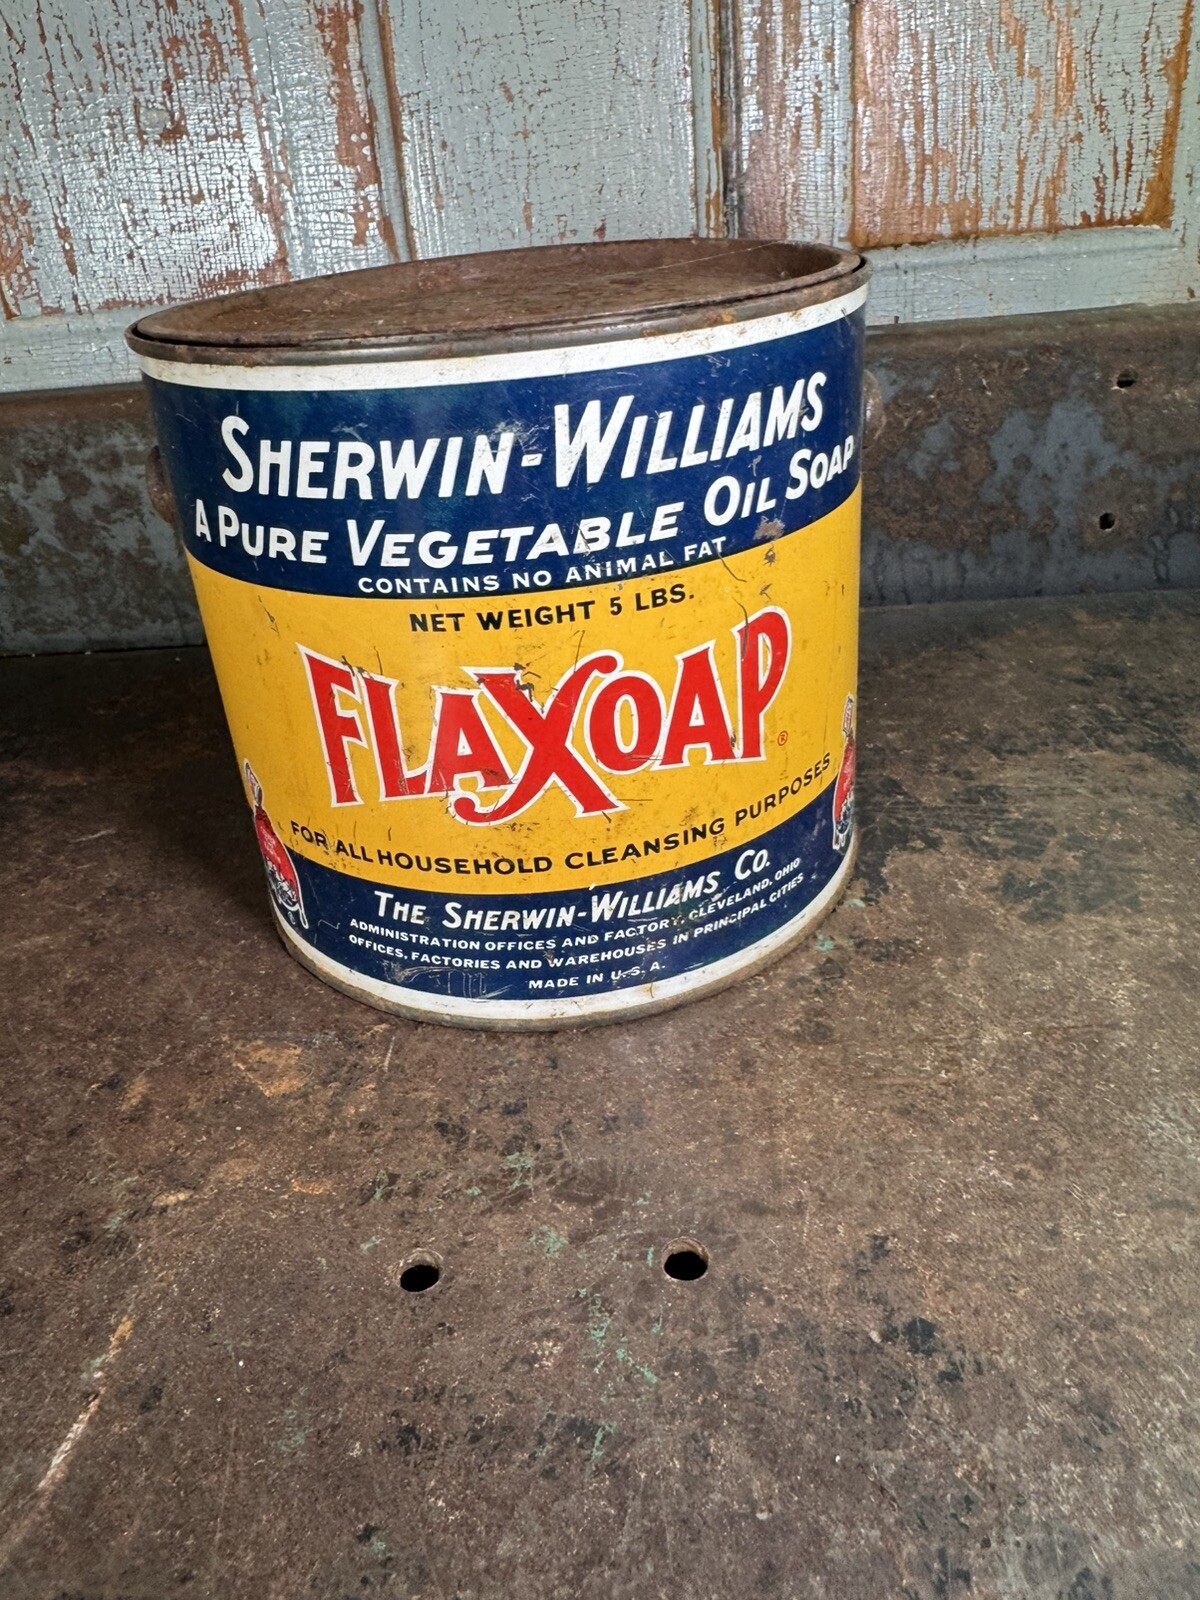 SHERWIN-WILLIAMS
A PURE VEGETABLE OIL SOAP
CONTAINS NO ANIMAL FAT
NET WEIGHT 5 LBS.
FLAXOAP®
FOR ALL HOUSEHOLD CLEANSING PURPOSES
THE SHERWIN-WILLIAMS CO.
ADMINISTRATION OFFICES AND FACTORY, CLEVELAND, OHIO
OFFICES, FACTORIES AND WAREHOUSES IN PRINCIPAL CITIES
MADE IN U.S.A.